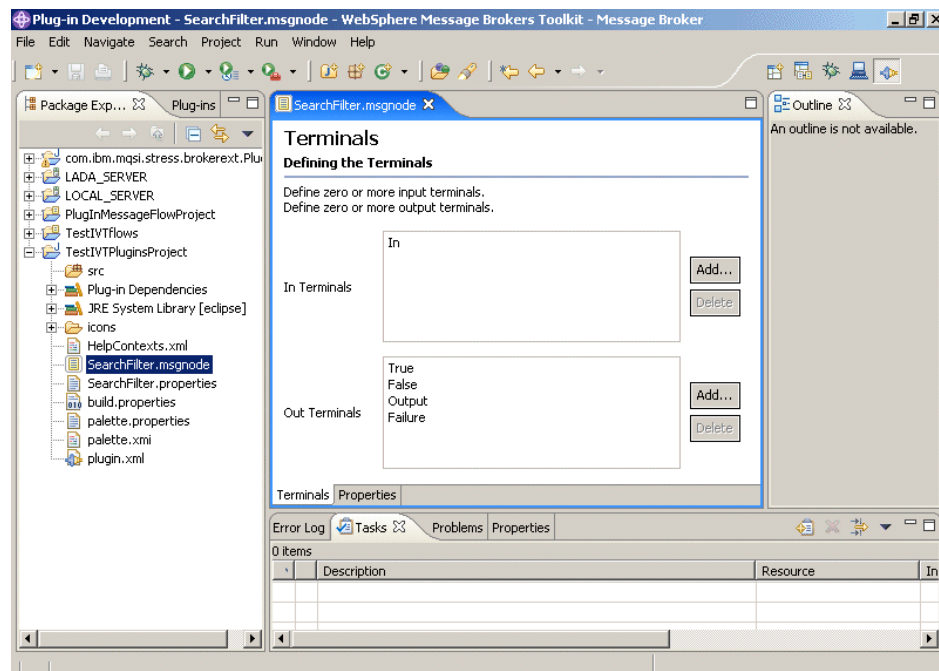 Plug-in Development - SearchFilter.msgnode - WebSphere Message Brokers Toolkit - Message Broker
File Edit Navigate Search Project Run Window Help
Package Exp... Plug-ins
com.ibm.mqsi.stress.brokerext.Plu
LADA_SERVER
LOCAL_SERVER
PlugInMessageFlowProject
TestIVTflows
TestIVTPluginsProject
src
Plug-in Dependencies
JRE System Library [eclipse]
icons
HelpContexts.xml
SearchFilter.msgnode
SearchFilter.properties
build.properties
palette.properties
palette.xmi
plugin.xml
SearchFilter.msgnode
Terminals
Defining the Terminals
Define zero or more input terminals.
Define zero or more output terminals.
In Terminals
In
Add...
Delete
Out Terminals
True
False
Output
Failure
Add...
Delete
Terminals Properties
Outline
An outline is not available.
Error Log Tasks Problems Properties
0 items
Description Resource In